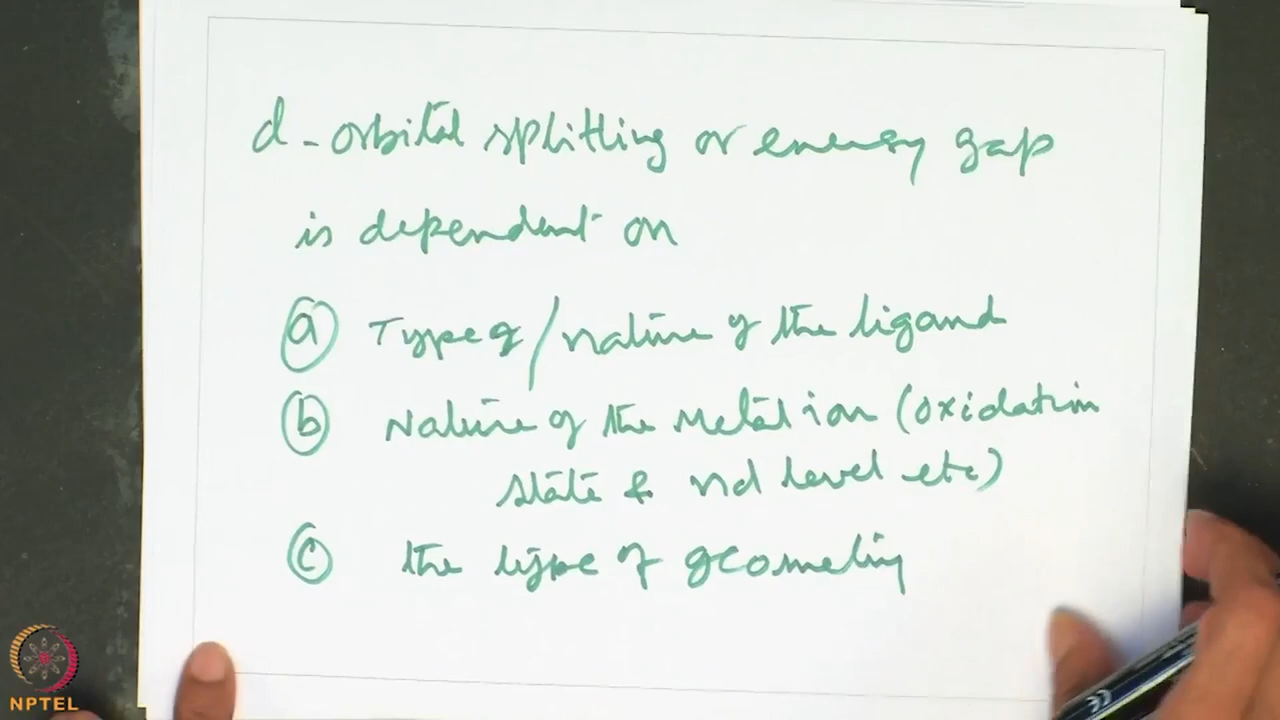 d-orbital splitting or energy gap
is dependent on
(a) Type of / nature of the ligand
(b) Nature of the Metal ion (oxidation
state & nd level etc)
(c) the type of geometry
NPTEL